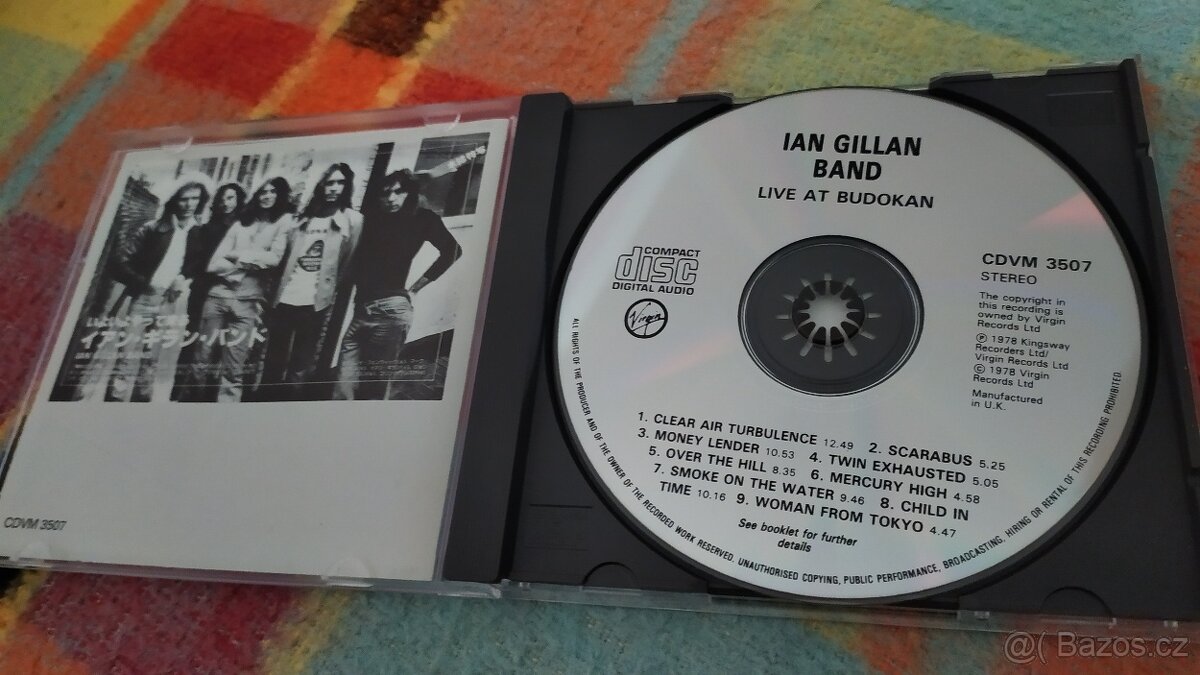 イアン・ギラン・バンド
CDVM 3507
IAN GILLAN
BAND
LIVE AT BUDOKAN
COMPACT
disc
DIGITAL AUDIO
Virgin
CDVM 3507
STEREO
The copyright in
this recording is
owned by Virgin
Records Ltd
℗ 1978 Kingsway
Recorders Ltd/
Virgin Records Ltd
© 1978 Virgin
Records Ltd
Manufactured
in U.K.
1. CLEAR AIR TURBULENCE 12.49 2. SCARABUS 5.25
3. MONEY LENDER 10.53 4. TWIN EXHAUSTED 5.05
5. OVER THE HILL 8.35 6. MERCURY HIGH 4.58
7. SMOKE ON THE WATER 9.46 8. CHILD IN
TIME 10.16 9. WOMAN FROM TOKYO 4.47
See booklet for further
details
ALL RIGHTS OF THE PRODUCER AND OF THE OWNER OF THE RECORDED WORK RESERVED. UNAUTHORISED COPYING, PUBLIC PERFORMANCE, BROADCASTING, HIRING OR RENTAL OF THIS RECORDING PROHIBITED.
@( Bazos.cz